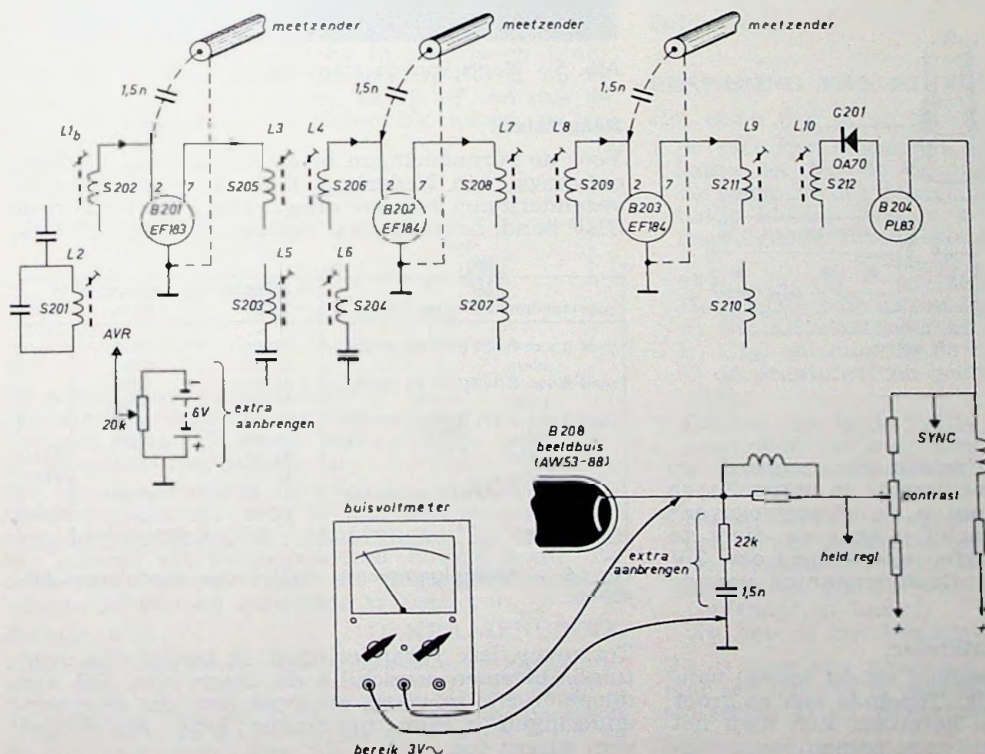 meetzender
meetzender
meetzender
1,5n
1,5n
1,5n
L1b
L3
L4
L7
L8
L9
L10
G201
OA70
S202
2
7
S205
S206
2
7
S208
S209
2
7
S211
S212
B201
EF183
B202
EF184
B203
EF184
B204
PL83
L2
L5
L6
S201
S203
S204
S207
S210
AVR
20k
6V
-
+
extra
aanbrengen
B208
beeldbuis
(AW53-88)
SYNC
contrast
buisvoltmeter
extra
aanbrengen
22k
1,5n
held regl
+
+
bereik 3V~